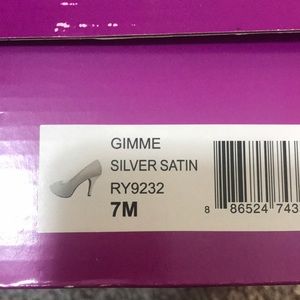 GIMME
SILVER SATIN
RY9232
7M
8 86524 743